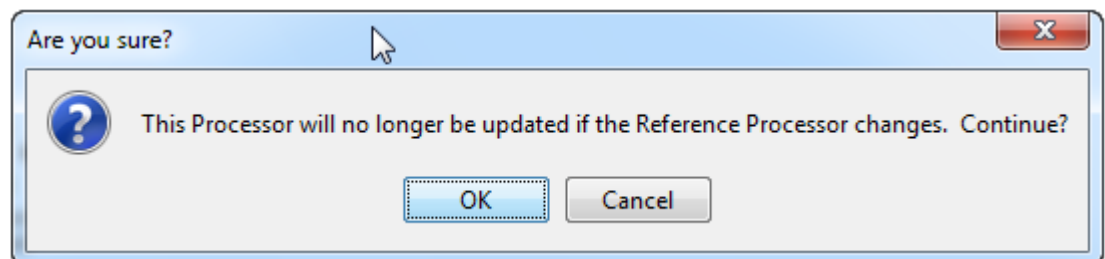 Are you sure?
This Processor will no longer be updated if the Reference Processor changes.  Continue?
OK
Cancel